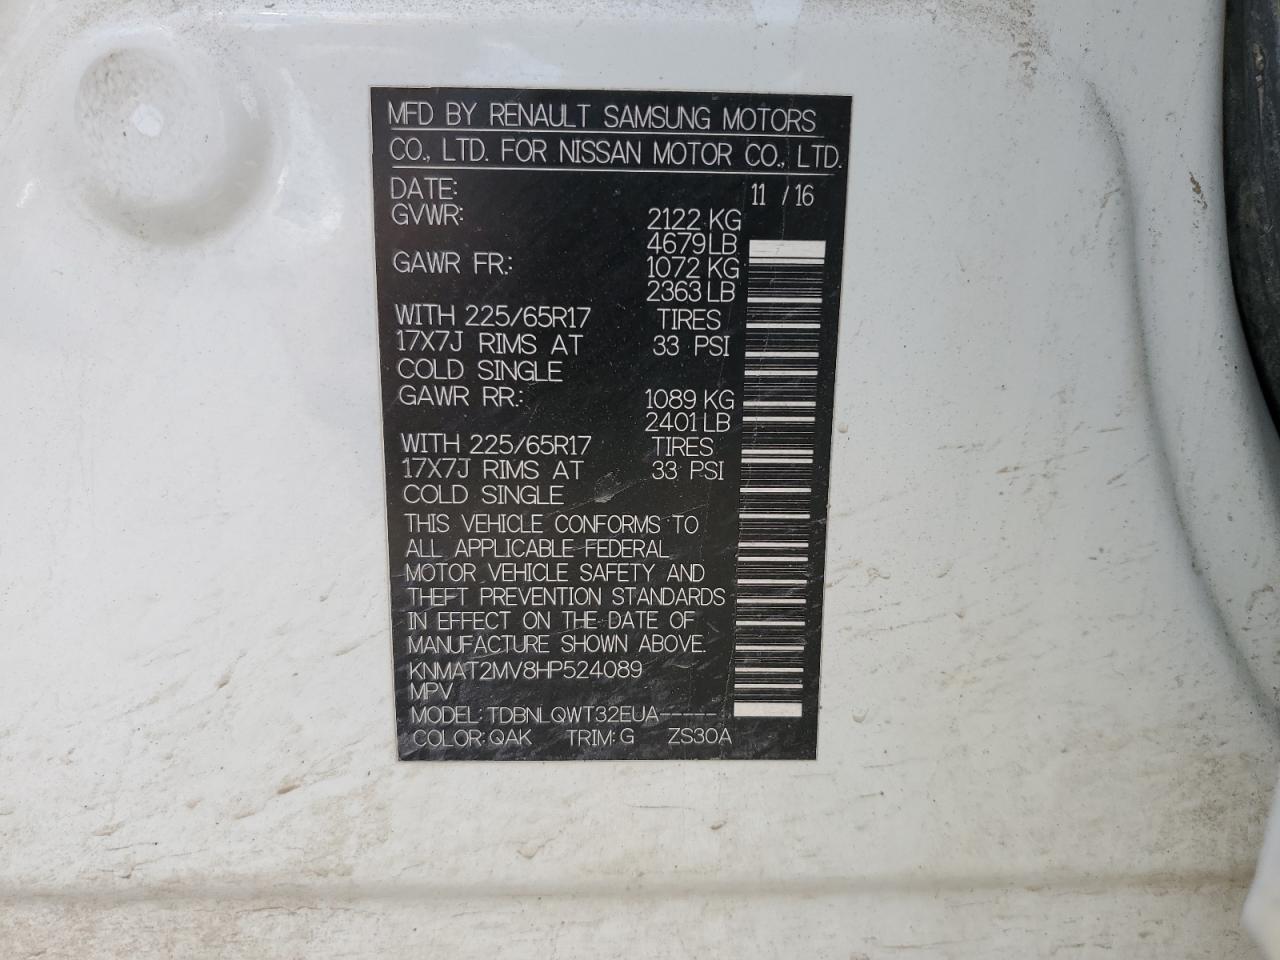 MFD BY RENAULT SAMSUNG MOTORS
CO., LTD. FOR NISSAN MOTOR CO., LTD.
DATE: 11 / 16
GVWR: 2122 KG
4679 LB
GAWR FR: 1072 KG
2363 LB
WITH 225/65R17 TIRES
17X7J RIMS AT 33 PSI
COLD SINGLE
GAWR RR: 1089 KG
2401 LB
WITH 225/65R17 TIRES
17X7J RIMS AT 33 PSI
COLD SINGLE
THIS VEHICLE CONFORMS TO
ALL APPLICABLE FEDERAL
MOTOR VEHICLE SAFETY AND
THEFT PREVENTION STANDARDS
IN EFFECT ON THE DATE OF
MANUFACTURE SHOWN ABOVE.
KNMAT2MV8HP524089
MPV
MODEL: TDBNLQWT32EUA-----
COLOR: QAK TRIM: G ZS30A